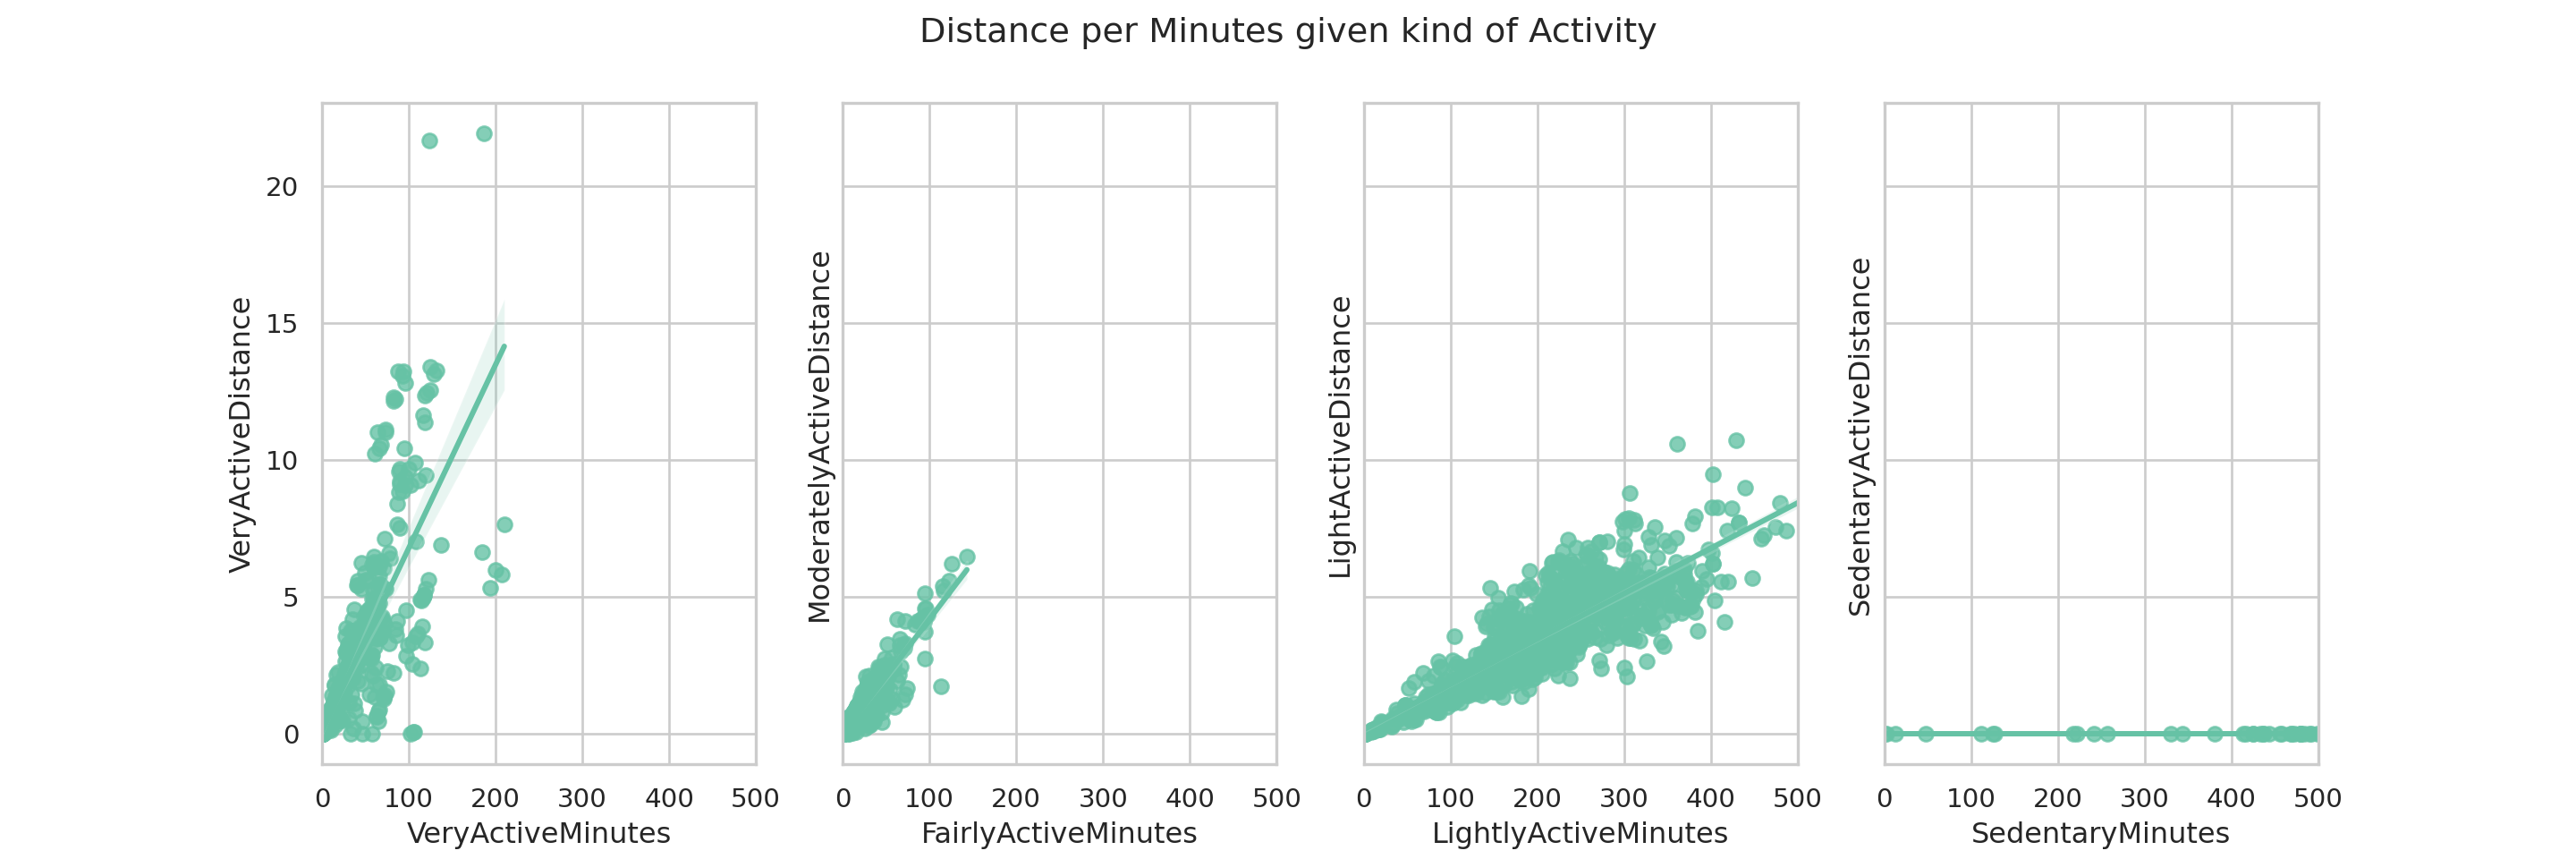 Distance per Minutes given kind of Activity
VeryActiveDistance
20
15
10
5
0
0 100 200 300 400 500
VeryActiveMinutes
ModeratelyActiveDistance
0 100 200 300 400 500
FairlyActiveMinutes
LightActiveDistance
0 100 200 300 400 500
LightlyActiveMinutes
SedentaryActiveDistance
0 100 200 300 400 500
SedentaryMinutes